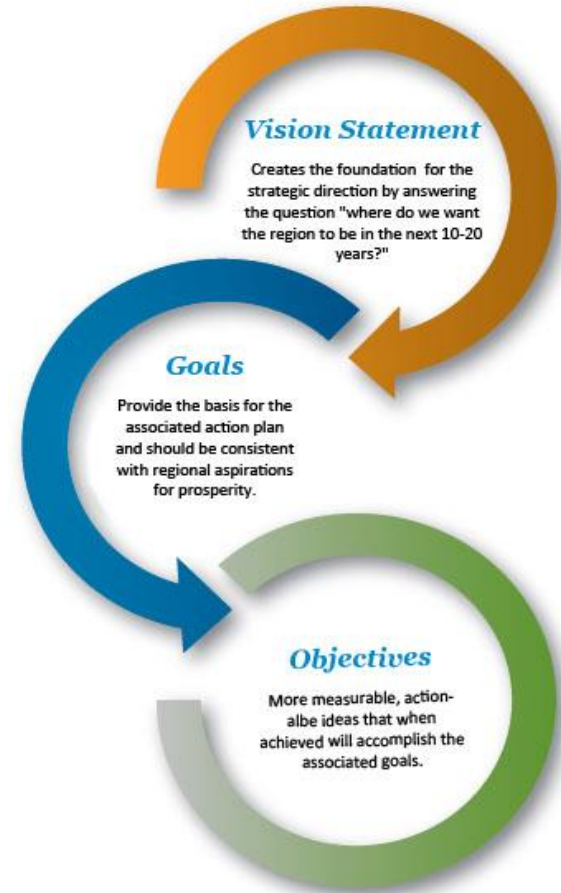 Vision Statement
Creates the foundation for the
strategic direction by answering
the question "where do we want
the region to be in the next 10-20
years?"
Goals
Provide the basis for the
associated action plan
and should be consistent
with regional aspirations
for prosperity.
Objectives
More measurable, action-
albe ideas that when
achieved will accomplish the
associated goals.